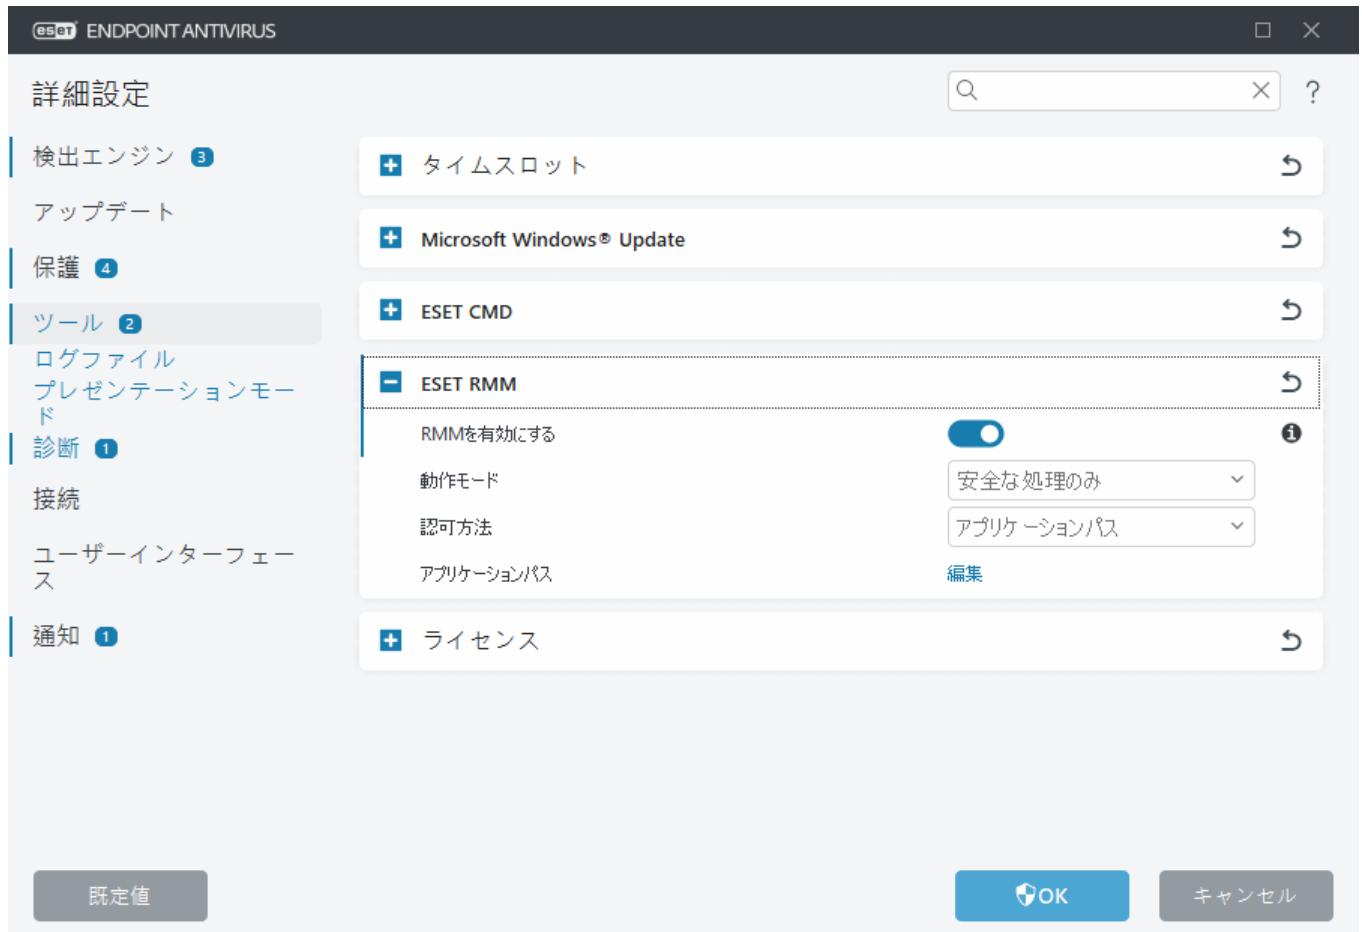 eseT ENDPOINT ANTIVIRUS
詳細設定
?
検出エンジン 3
アップデート
保護 4
ツール 2
ログファイル
プレゼンテーションモー
ド
診断 1
接続
ユーザーインターフェー
ス
通知 1
タイムスロット
Microsoft Windows® Update
ESET CMD
ESET RMM
RMMを有効にする
動作モード 安全な処理のみ
認可方法 アプリケーションパス
アプリケーションパス 編集
ライセンス
既定値
OK
キャンセル